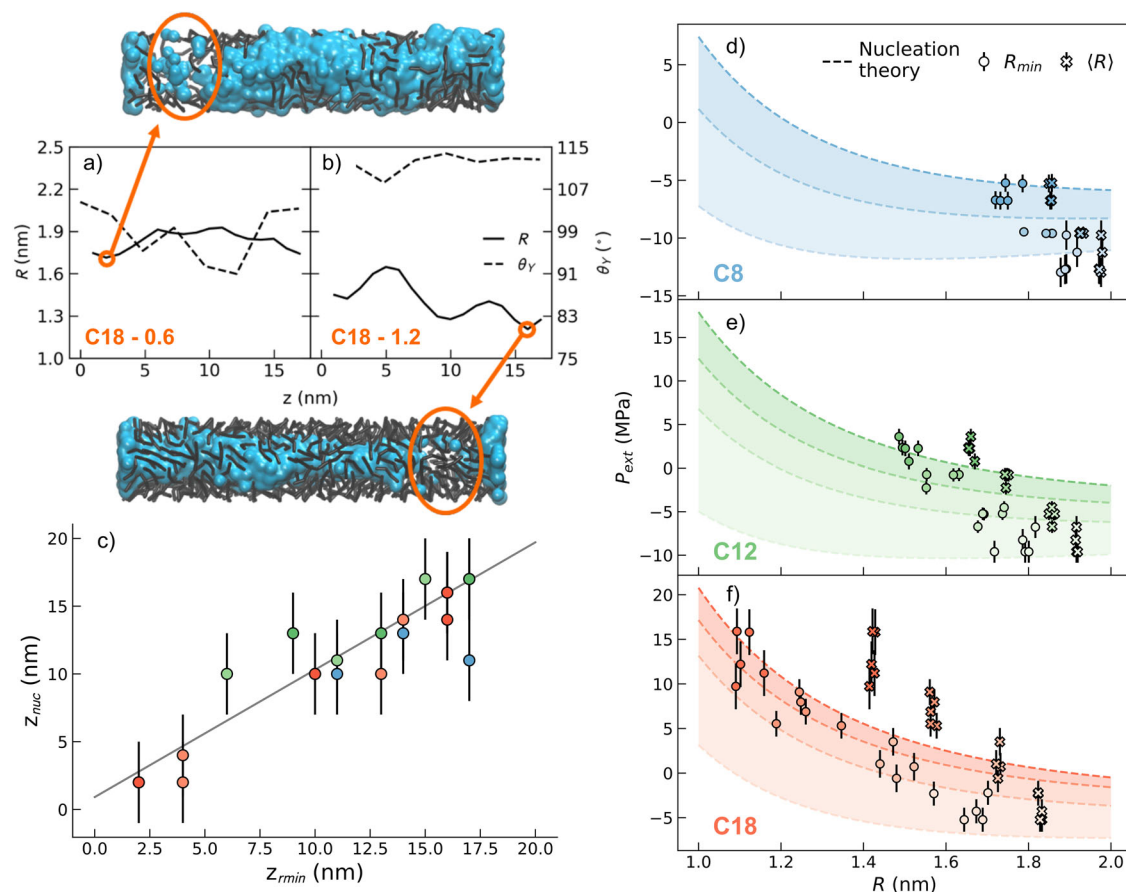 a)
b)
2.5
2.2
1.9
1.6
1.3
1.0
R (nm)
115
107
99
91
83
75
θY (°)
R
θY
C18 - 0.6
C18 - 1.2
0 5 10 15
0 5 10 15
z (nm)
c)
20
15
10
5
0
znuc (nm)
0.0 2.5 5.0 7.5 10.0 12.5 15.0 17.5 20.0
zrmin (nm)
d)
Nucleation
theory
Rmin
⟨R⟩
5
0
−5
−10
−15
C8
e)
15
10
5
0
−5
−10
Pext (MPa)
C12
f)
20
15
10
5
0
−5
C18
1.0 1.2 1.4 1.6 1.8 2.0
R (nm)